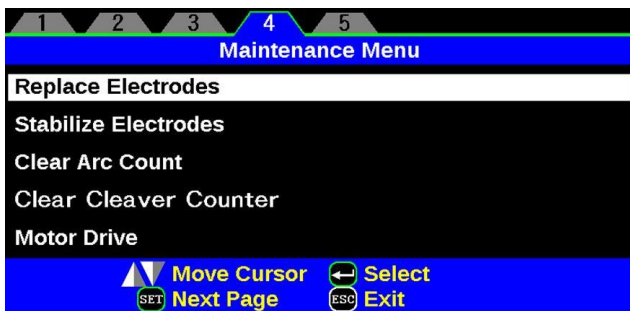 1 2 3 4 5
Maintenance Menu
Replace Electrodes
Stabilize Electrodes
Clear Arc Count
Clear Cleaver Counter
Motor Drive
Move Cursor Select
SET Next Page ESC Exit